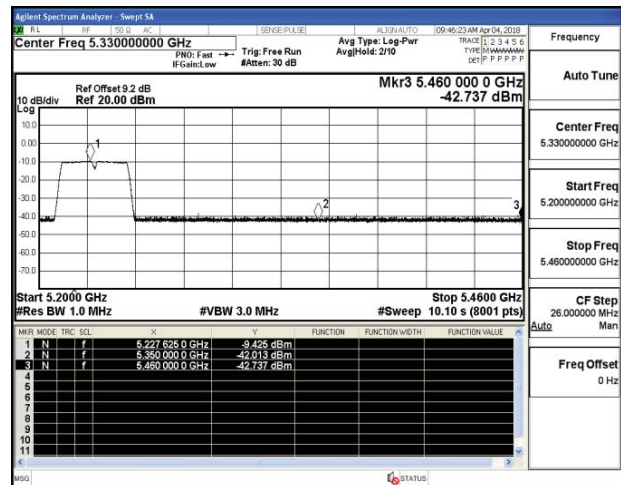 Agilent Spectrum Analyzer - Swept SA
RL RF 50 Ω AC SENSE:PULSE ALIGN AUTO 09:46:23 AM Apr 04, 2018
Center Freq 5.330000000 GHz
PNO: Fast
IFGain:Low
Trig: Free Run
#Atten: 30 dB
Avg Type: Log-Pwr
Avg|Hold: 2/10
TRACE 1 2 3 4 5 6
TYPE MWWWWW
DET P P P P P P
Frequency
Auto Tune
Ref Offset 9.2 dB
Ref 20.00 dBm
Mkr3 5.460 000 0 GHz
-42.737 dBm
10 dB/div
Log
10.0
0.00
-10.0
-20.0
-30.0
-40.0
-50.0
-60.0
-70.0
1
2
3
Center Freq
5.330000000 GHz
Start Freq
5.200000000 GHz
Stop Freq
5.460000000 GHz
CF Step
26.000000 MHz
Auto Man
Freq Offset
0 Hz
Start 5.2000 GHz
Stop 5.4600 GHz
#Res BW 1.0 MHz
#VBW 3.0 MHz
#Sweep 10.10 s (8001 pts)
MKR MODE TRC SCL X Y FUNCTION FUNCTION WIDTH FUNCTION VALUE
1 N f 5.227 625 0 GHz -9.425 dBm
2 N f 5.350 000 0 GHz -42.013 dBm
3 N f 5.460 000 0 GHz -42.737 dBm
4
5
6
7
8
9
10
11
MSG
STATUS